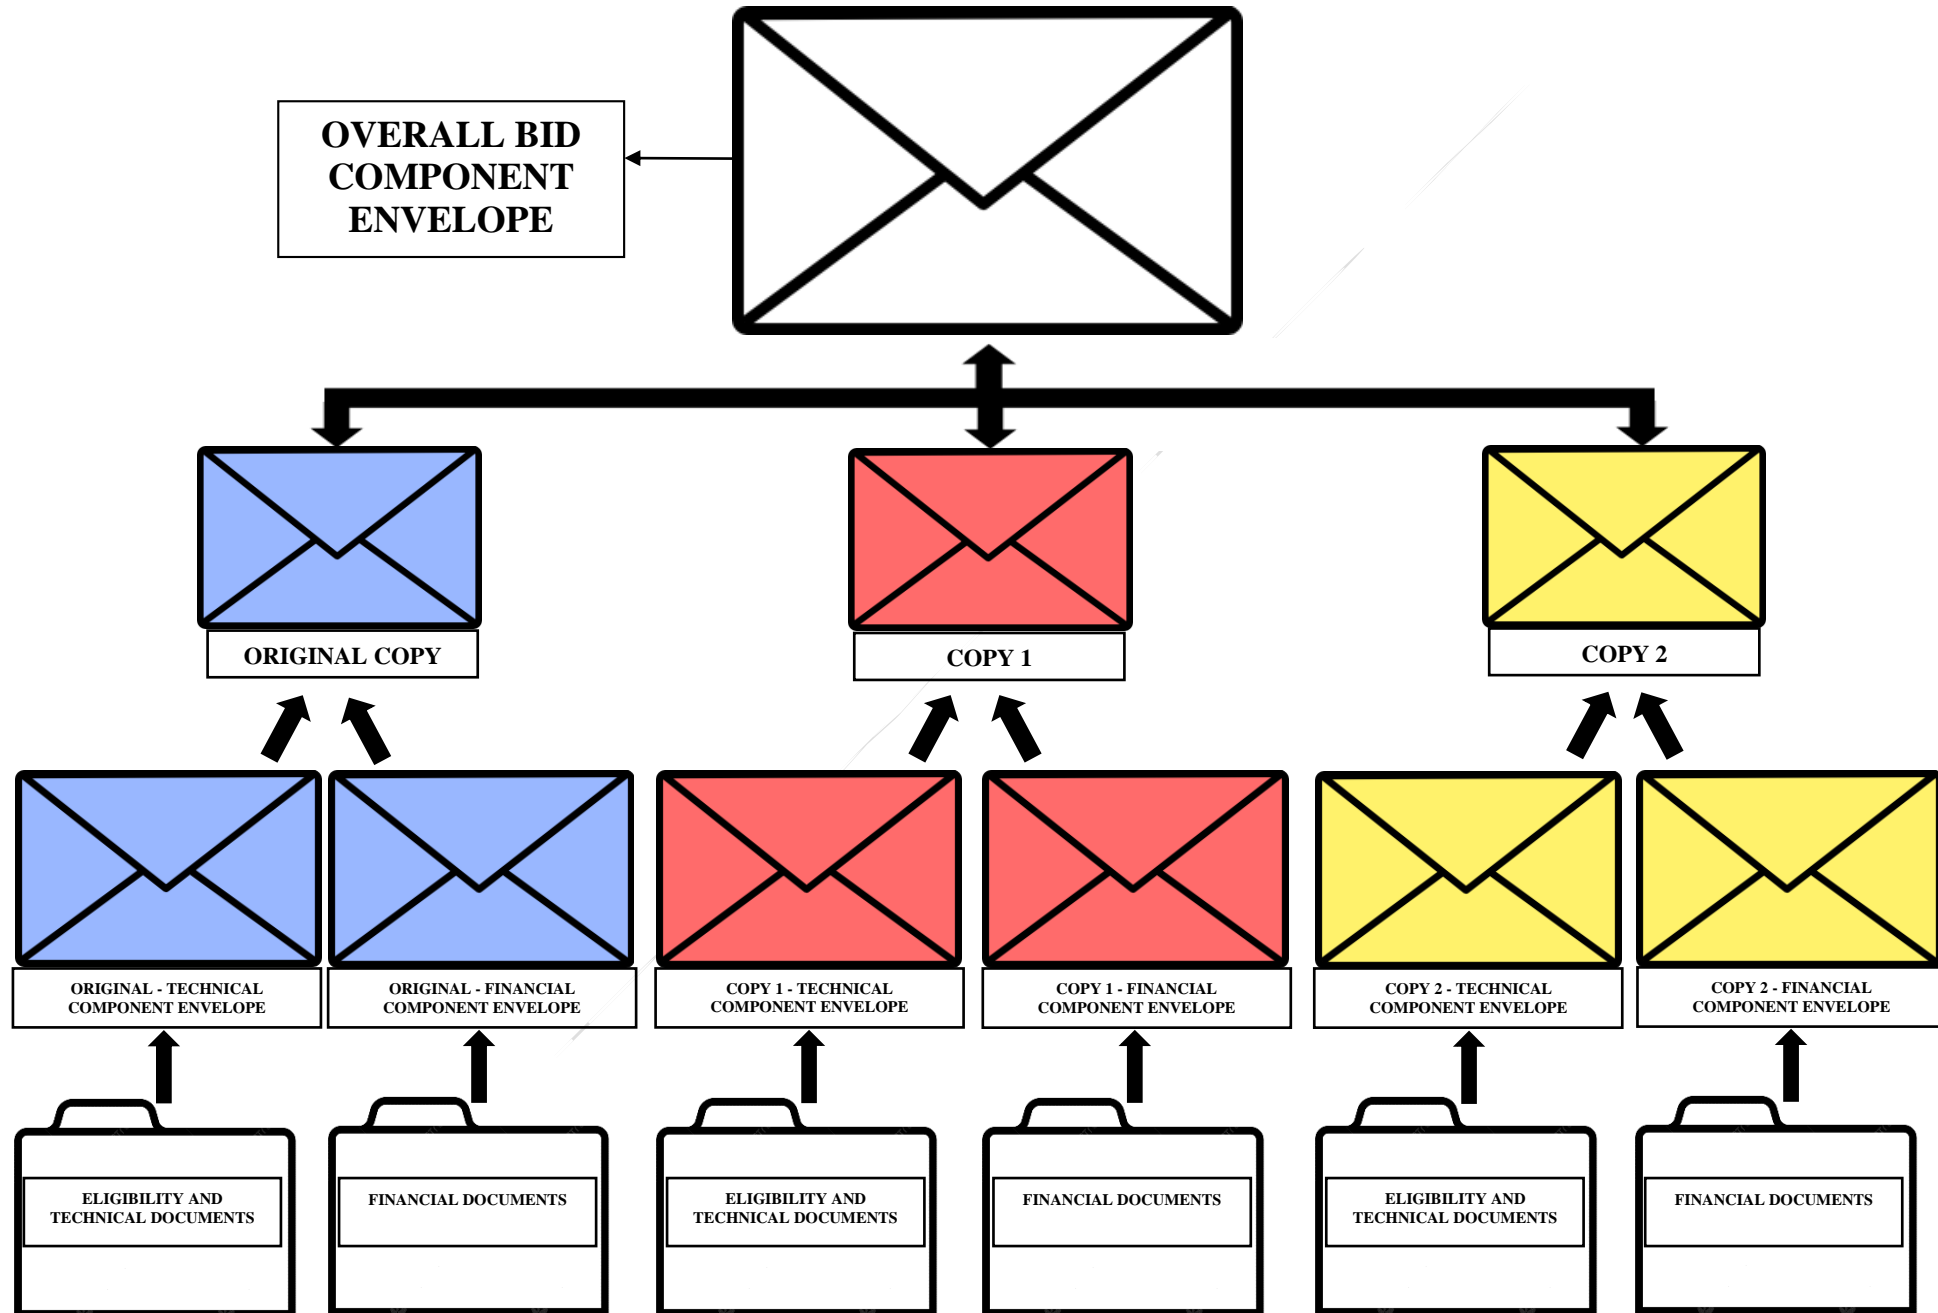 OVERALL BID
COMPONENT
ENVELOPE
ORIGINAL COPY
COPY 1
COPY 2
ORIGINAL - TECHNICAL
COMPONENT ENVELOPE
ORIGINAL - FINANCIAL
COMPONENT ENVELOPE
COPY 1 - TECHNICAL
COMPONENT ENVELOPE
COPY 1 - FINANCIAL
COMPONENT ENVELOPE
COPY 2 - TECHNICAL
COMPONENT ENVELOPE
COPY 2 - FINANCIAL
COMPONENT ENVELOPE
ELIGIBILITY AND
TECHNICAL DOCUMENTS
FINANCIAL DOCUMENTS
ELIGIBILITY AND
TECHNICAL DOCUMENTS
FINANCIAL DOCUMENTS
ELIGIBILITY AND
TECHNICAL DOCUMENTS
FINANCIAL DOCUMENTS